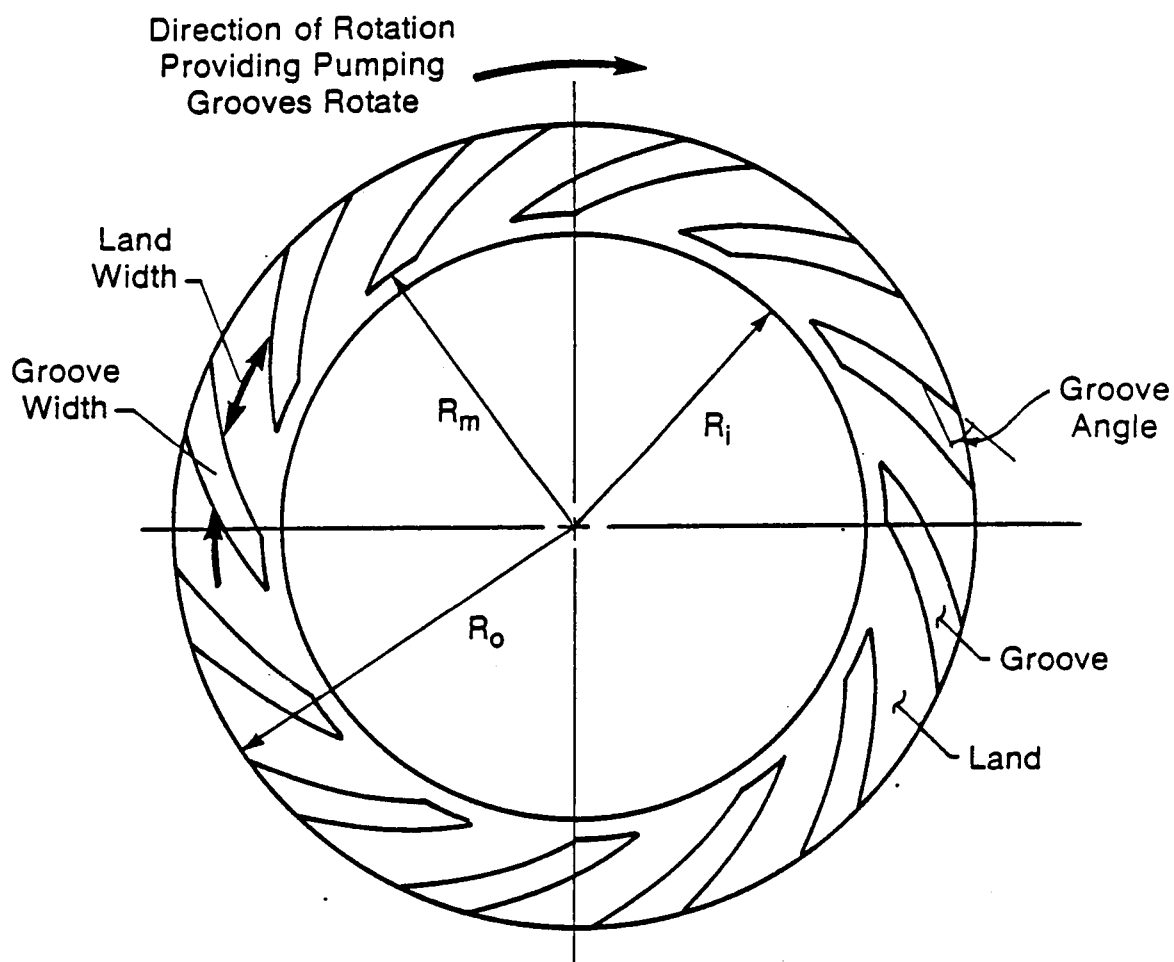 Direction of Rotation
Providing Pumping
Grooves Rotate
Land
Width
Groove
Width
Rm
Ri
Groove
Angle
Ro
Groove
Land